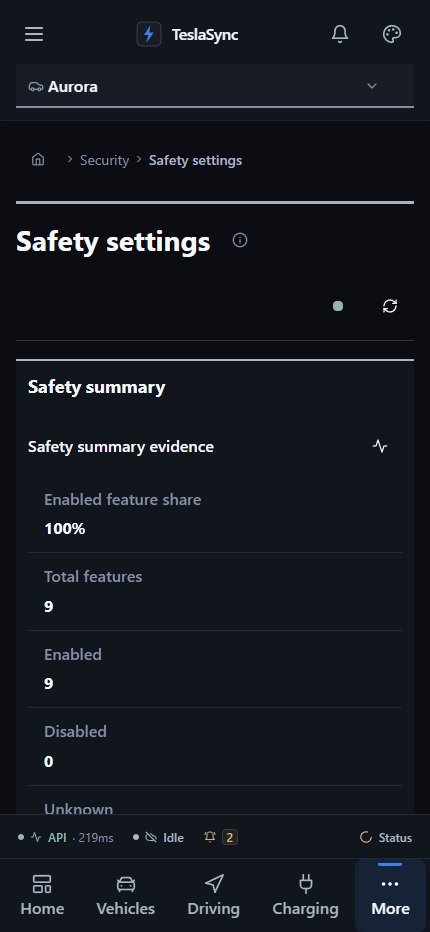 TeslaSync
Aurora
Security
Safety settings
Safety settings
Safety summary
Safety summary evidence
Enabled feature share
100%
Total features
9
Enabled
9
Disabled
0
Unknown
API · 219ms
Idle
2
Status
Home
Vehicles
Driving
Charging
More